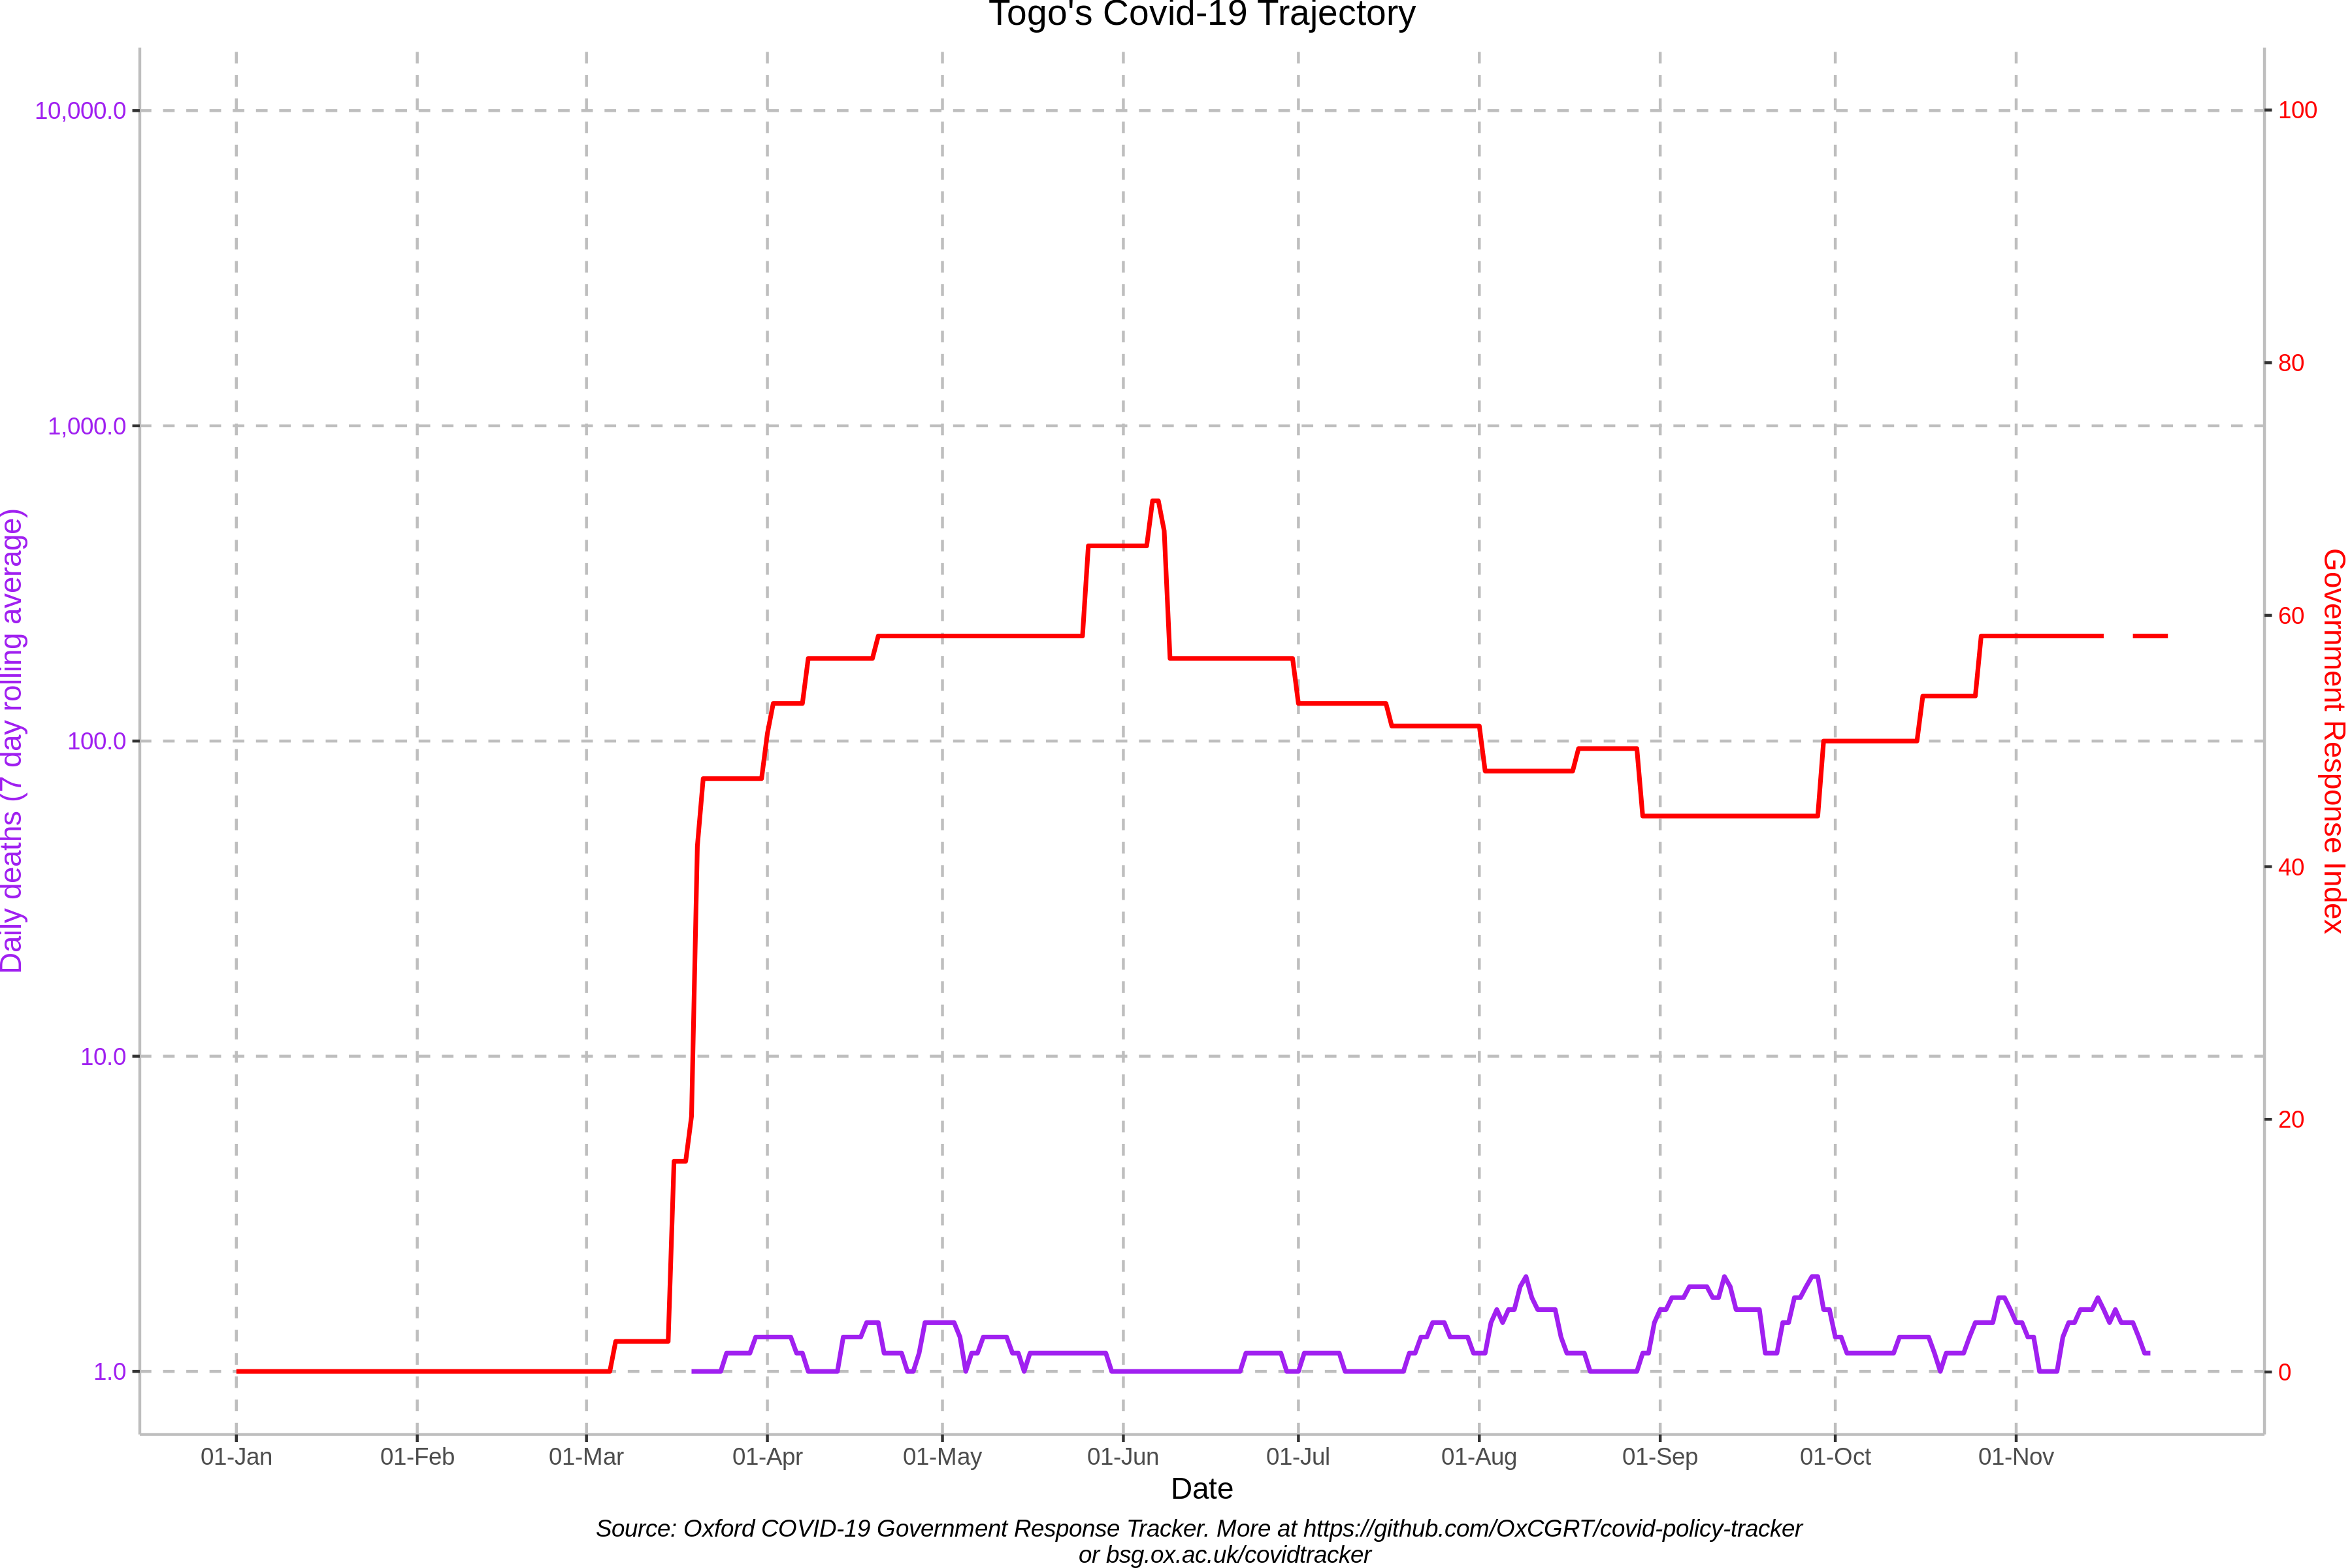 Togo's Covid-19 Trajectory
10,000.0
1,000.0
100.0
10.0
1.0
Daily deaths (7 day rolling average)
100
80
60
40
20
0
Government Response Index
01-Jan
01-Feb
01-Mar
01-Apr
01-May
01-Jun
01-Jul
01-Aug
01-Sep
01-Oct
01-Nov
Date
Source: Oxford COVID-19 Government Response Tracker. More at https://github.com/OxCGRT/covid-policy-tracker
or bsg.ox.ac.uk/covidtracker